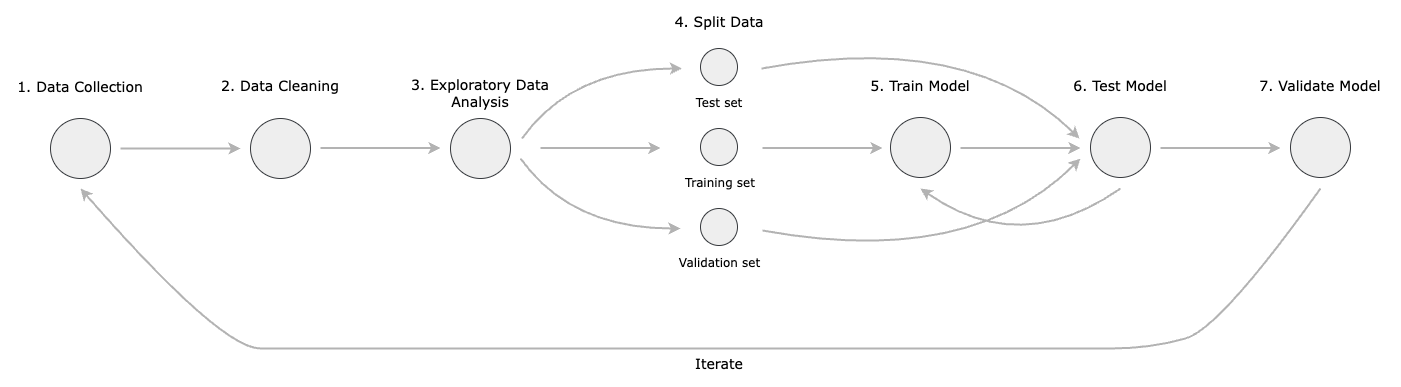 4. Split Data
1. Data Collection
2. Data Cleaning
3. Exploratory Data
Analysis
5. Train Model
6. Test Model
7. Validate Model
Test set
Training set
Validation set
Iterate